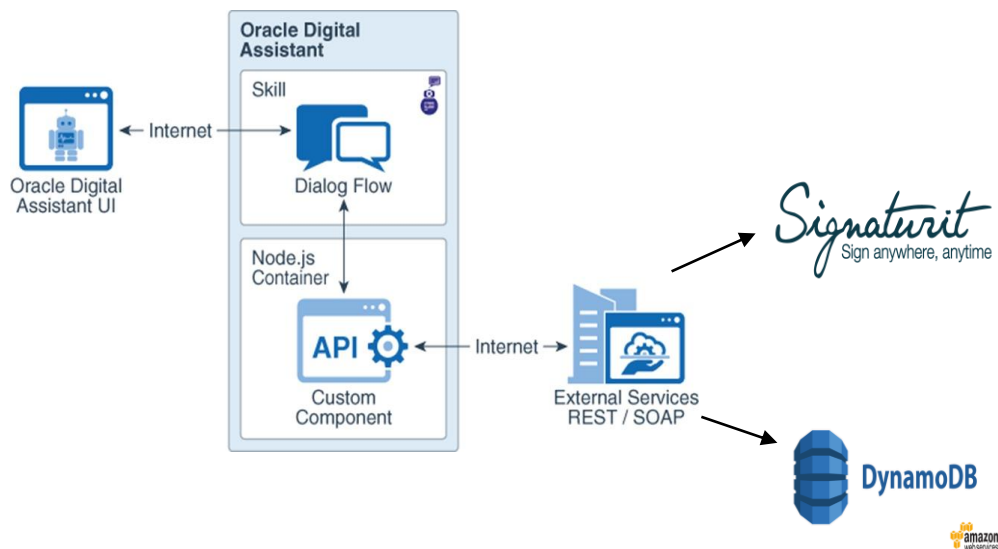 Oracle Digital
Assistant
Skill
Internet
Dialog Flow
Oracle Digital
Assistant UI
Node.js
Container
API
Custom
Component
Internet
External Services
REST / SOAP
Signaturit
Sign anywhere, anytime
DynamoDB
amazon
webservices